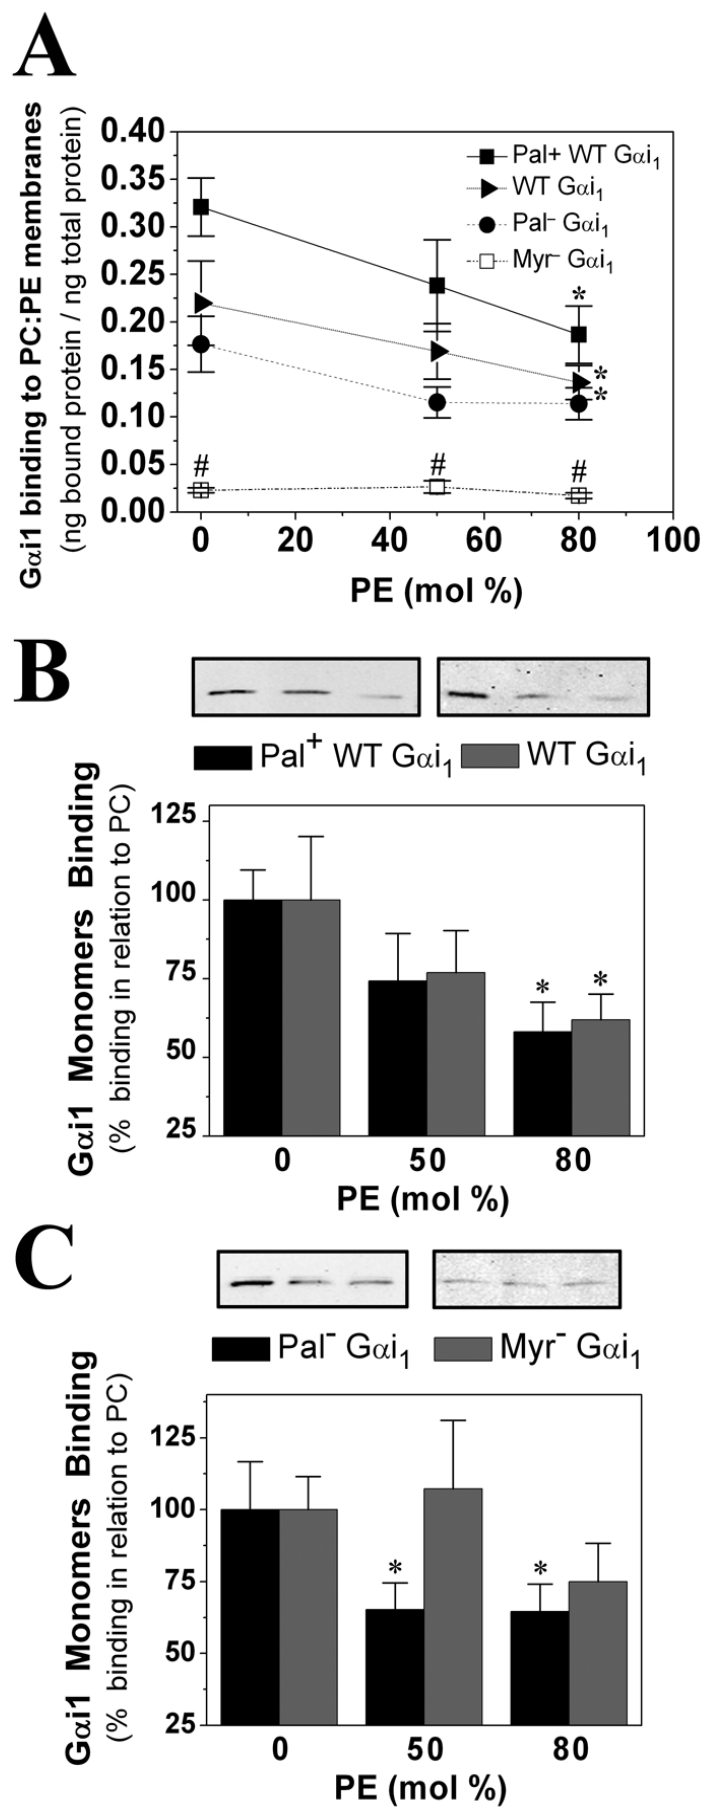 A
Gαi1 binding to PC:PE membranes
(ng bound protein / ng total protein)
0.40
0.35
0.30
0.25
0.20
0.15
0.10
0.05
0.00
Pal+ WT Gαi₁
WT Gαi₁
Pal⁻ Gαi₁
Myr⁻ Gαi₁
*
*
*
# # #
0 20 40 60 80 100
PE (mol %)
B
Pal⁺ WT Gαi₁ WT Gαi₁
Gαi1 Monomers Binding
(% binding in relation to PC)
125
100
75
50
25
* *
0 50 80
PE (mol %)
C
Pal⁻ Gαi₁ Myr⁻ Gαi₁
Gαi1 Monomers Binding
(% binding in relation to PC)
125
100
75
50
25
* *
0 50 80
PE (mol %)